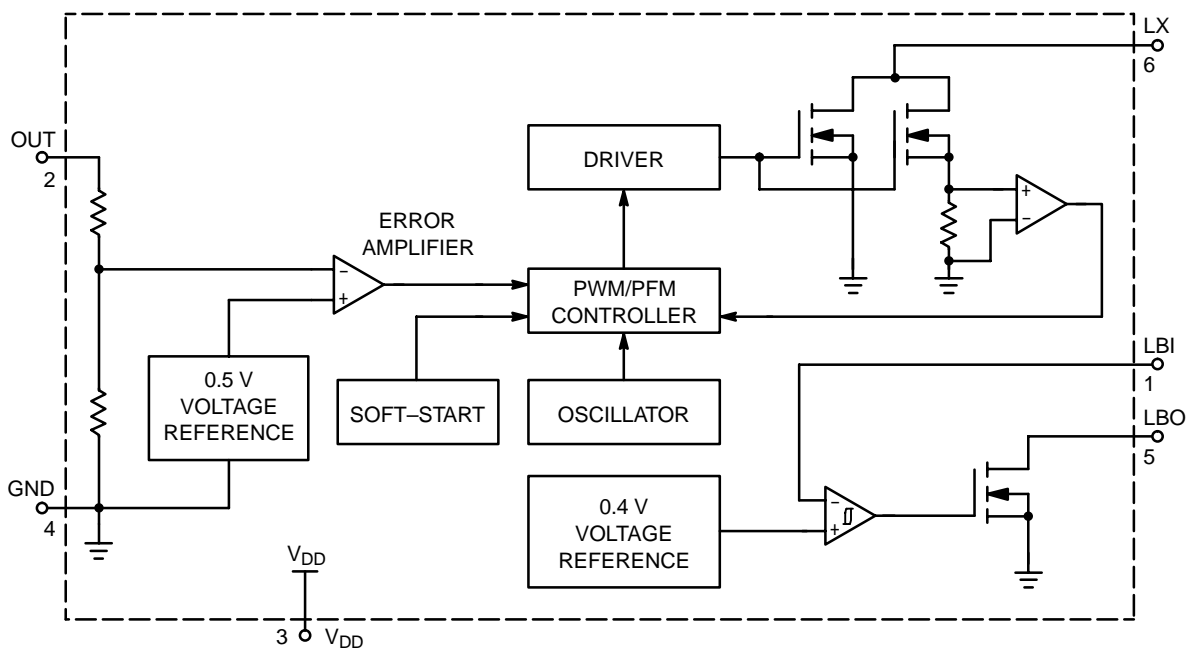 LX
6
OUT
2
DRIVER
+
−
ERROR
AMPLIFIER
−
+
PWM/PFM
CONTROLLER
LBI
1
0.5 V
VOLTAGE
REFERENCE
SOFT–START
OSCILLATOR
LBO
5
GND
4
0.4 V
VOLTAGE
REFERENCE
−
+
VDD
3
VDD